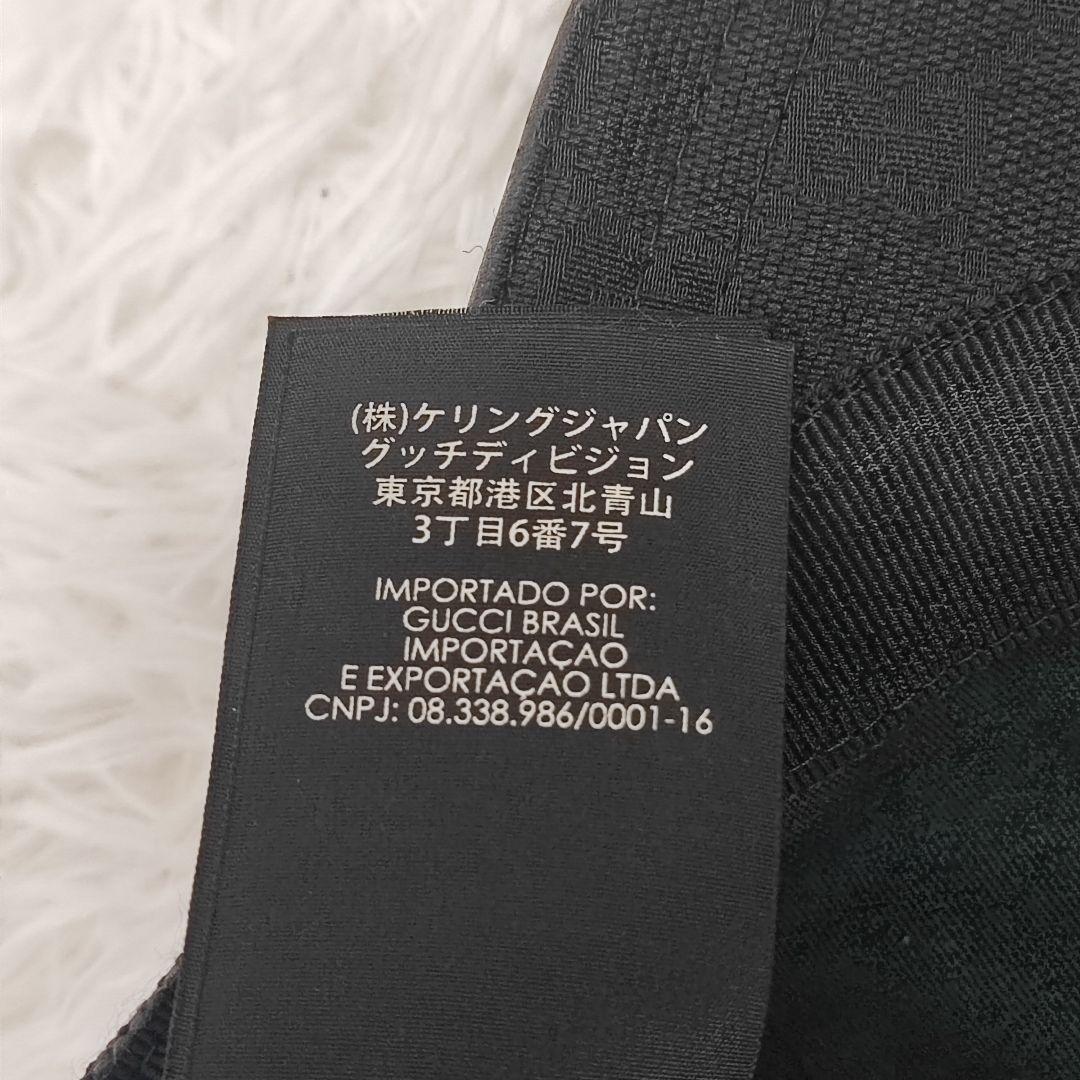 (株)ケリングジャパン
グッチディビジョン
東京都港区北青山
3丁目6番7号
IMPORTADO POR:
GUCCI BRASIL
IMPORTAÇAO
E EXPORTAÇAO LTDA
CNPJ: 08.338.986/0001-16